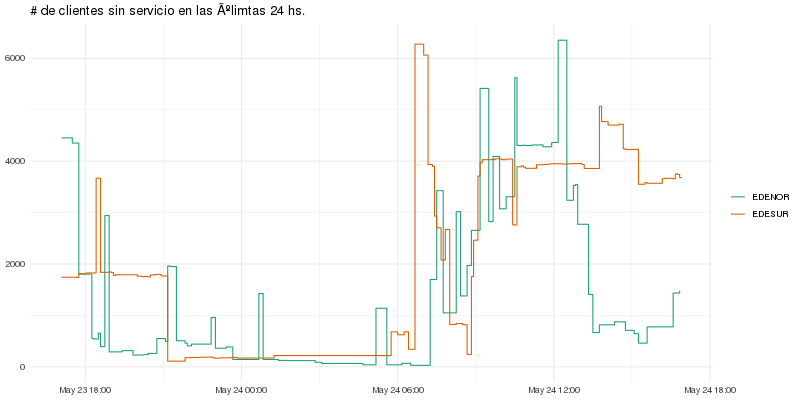 # de clientes sin servicio en las Ãºlimtas 24 hs.
6000
4000
2000
0
May 23 18:00
May 24 00:00
May 24 06:00
May 24 12:00
May 24 18:00
EDENOR
EDESUR